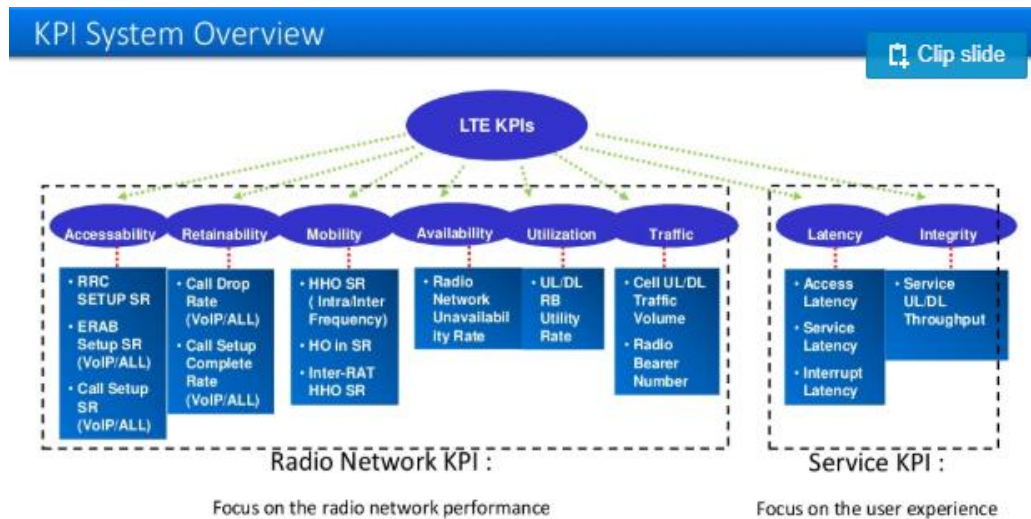 KPI System Overview
Clip slide
LTE KPIs
Accessability
Retainability
Mobility
Availability
Utilization
Traffic
Latency
Integrity
• RRC
SETUP SR
• ERAB
Setup SR
(VoIP/ALL)
• Call Setup
SR
(VoIP/ALL)
• Call Drop
Rate
(VoIP/ALL)
• Call Setup
Complete
Rate
(VoIP/ALL)
• HHO SR
( Intra/Inter
Frequency)
• HO in SR
• Inter-RAT
HHO SR
• Radio
Network
Unavailabil
ity Rate
• UL/DL
RB
Utility
Rate
• Cell UL/DL
Traffic
Volume
• Radio
Bearer
Number
• Access
Latency
• Service
Latency
• Interrupt
Latency
• Service
UL/DL
Throughput
Radio Network KPI :
Service KPI :
Focus on the radio network performance
Focus on the user experience